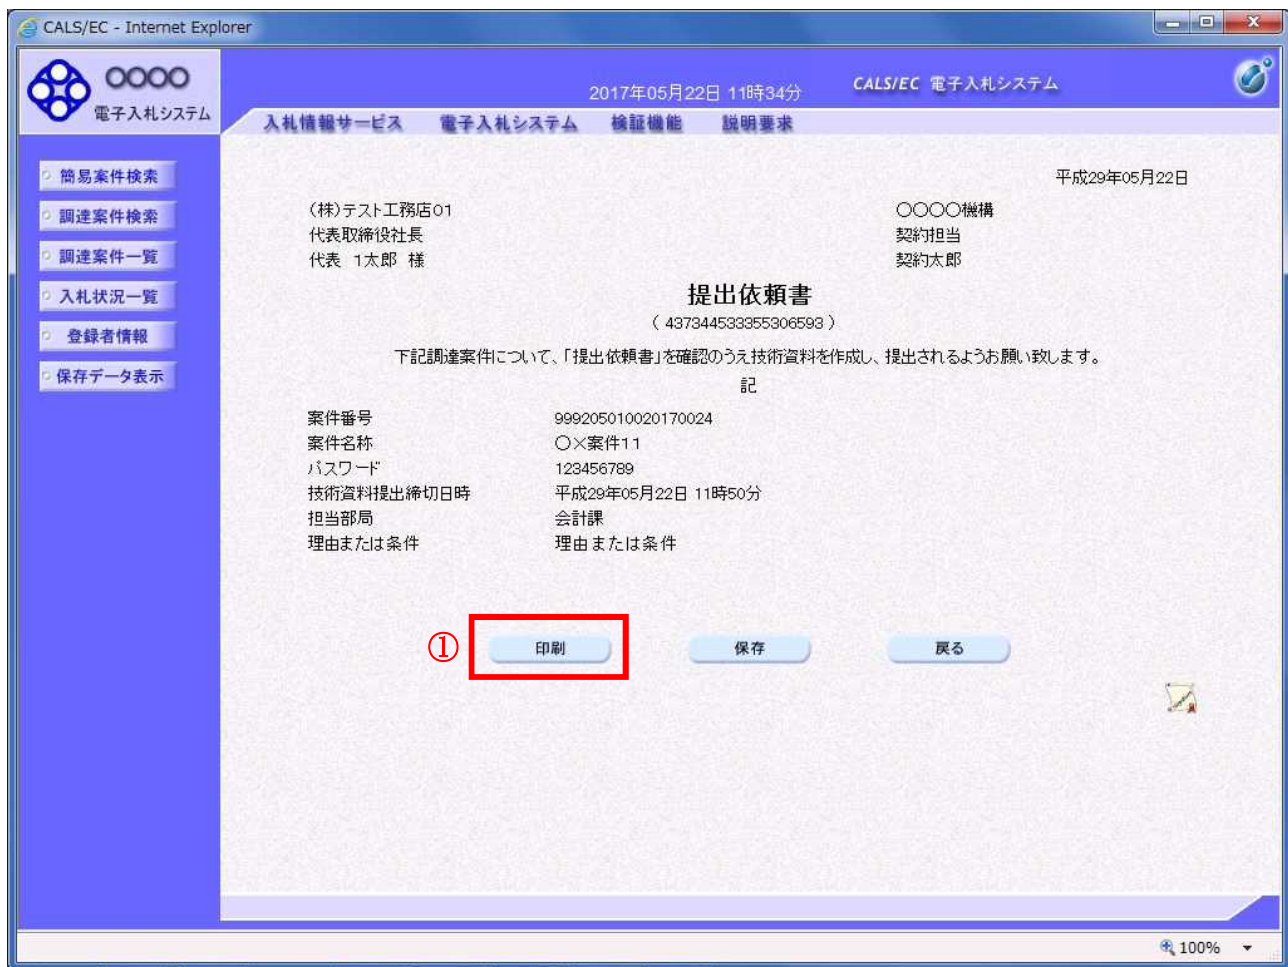 CALS/EC - Internet Explorer
〇〇〇〇
電子入札システム
2017年05月22日 11時34分
CALS/EC 電子入札システム
入札情報サービス 電子入札システム 検証機能 説明要求
簡易案件検索
調達案件検索
調達案件一覧
入札状況一覧
登録者情報
保存データ表示
平成29年05月22日
(株)テスト工務店01 〇〇〇〇機構
代表取締役社長 契約担当
代表 1太郎 様 契約太郎
提出依頼書
( 437344533355306593 )
下記調達案件について、「提出依頼書」を確認のうえ技術資料を作成し、提出されるようお願い致します。
記
案件番号 999205010020170024
案件名称 〇×案件11
パスワード 123456789
技術資料提出締切日時 平成29年05月22日 11時50分
担当部局 会計課
理由または条件 理由または条件
① 印刷 保存 戻る
100%